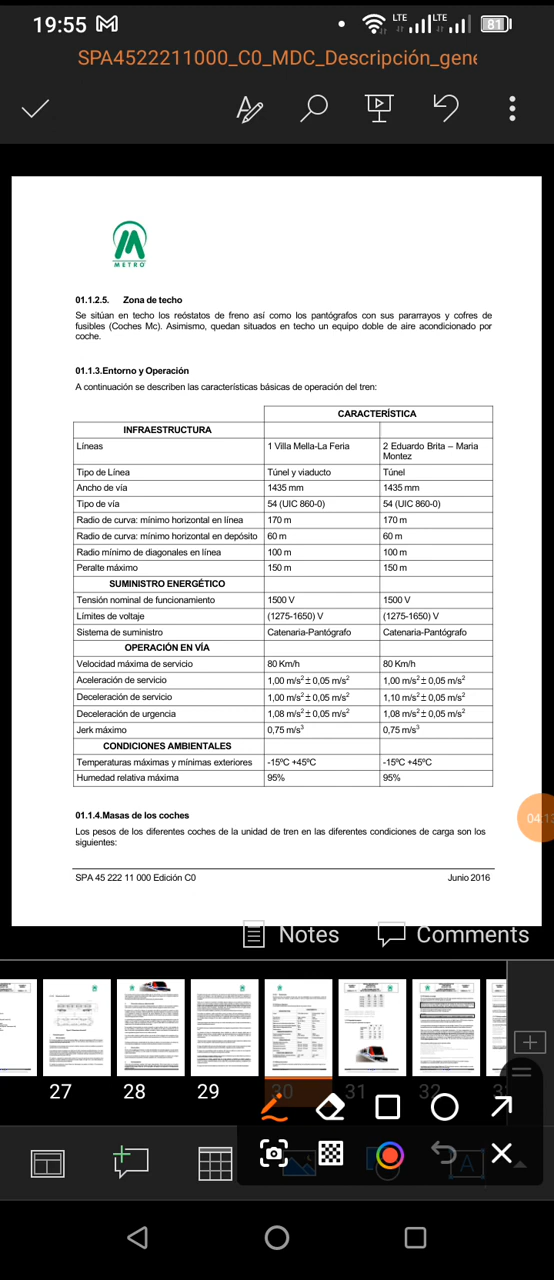 19:55
LTE LTE 81
SPA4522211000_C0_MDC_Descripción_gene
METRO
01.1.2.5. Zona de techo
Se sitúan en techo los reóstatos de freno así como los pantógrafos con sus pararrayos y cofres de
fusibles (Coches Mc). Asimismo, quedan situados en techo un equipo doble de aire acondicionado por
coche.
01.1.3.Entorno y Operación
A continuación se describen las características básicas de operación del tren:
CARACTERÍSTICA
INFRAESTRUCTURA
Líneas 1 Villa Mella-La Feria 2 Eduardo Brita – Maria
Montez
Tipo de Línea Túnel y viaducto Túnel
Ancho de vía 1435 mm 1435 mm
Tipo de vía 54 (UIC 860-0) 54 (UIC 860-0)
Radio de curva: mínimo horizontal en línea 170 m 170 m
Radio de curva: mínimo horizontal en depósito 60 m 60 m
Radio mínimo de diagonales en línea 100 m 100 m
Peralte máximo 150 m 150 m
SUMINISTRO ENERGÉTICO
Tensión nominal de funcionamiento 1500 V 1500 V
Límites de voltaje (1275-1650) V (1275-1650) V
Sistema de suministro Catenaria-Pantógrafo Catenaria-Pantógrafo
OPERACIÓN EN VÍA
Velocidad máxima de servicio 80 Km/h 80 Km/h
Aceleración de servicio 1,00 m/s² ± 0,05 m/s² 1,00 m/s² ± 0,05 m/s²
Deceleración de servicio 1,00 m/s² ± 0,05 m/s² 1,10 m/s² ± 0,05 m/s²
Deceleración de urgencia 1,08 m/s² ± 0,05 m/s² 1,08 m/s² ± 0,05 m/s²
Jerk máximo 0,75 m/s³ 0,75 m/s³
CONDICIONES AMBIENTALES
Temperaturas máximas y mínimas exteriores -15ºC +45ºC -15ºC +45ºC
Humedad relativa máxima 95% 95%
01.1.4.Masas de los coches
Los pesos de los diferentes coches de la unidad de tren en las diferentes condiciones de carga son los
siguientes:
04:13
SPA 45 222 11 000 Edición C0 Junio 2016
Notes Comments
27 28 29 30 31 32